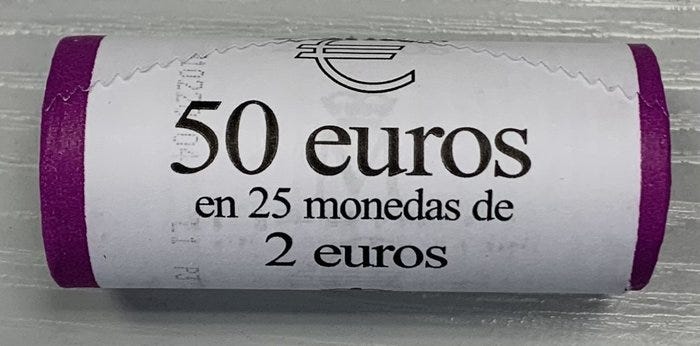 €
50 euros
en 25 monedas de
2 euros